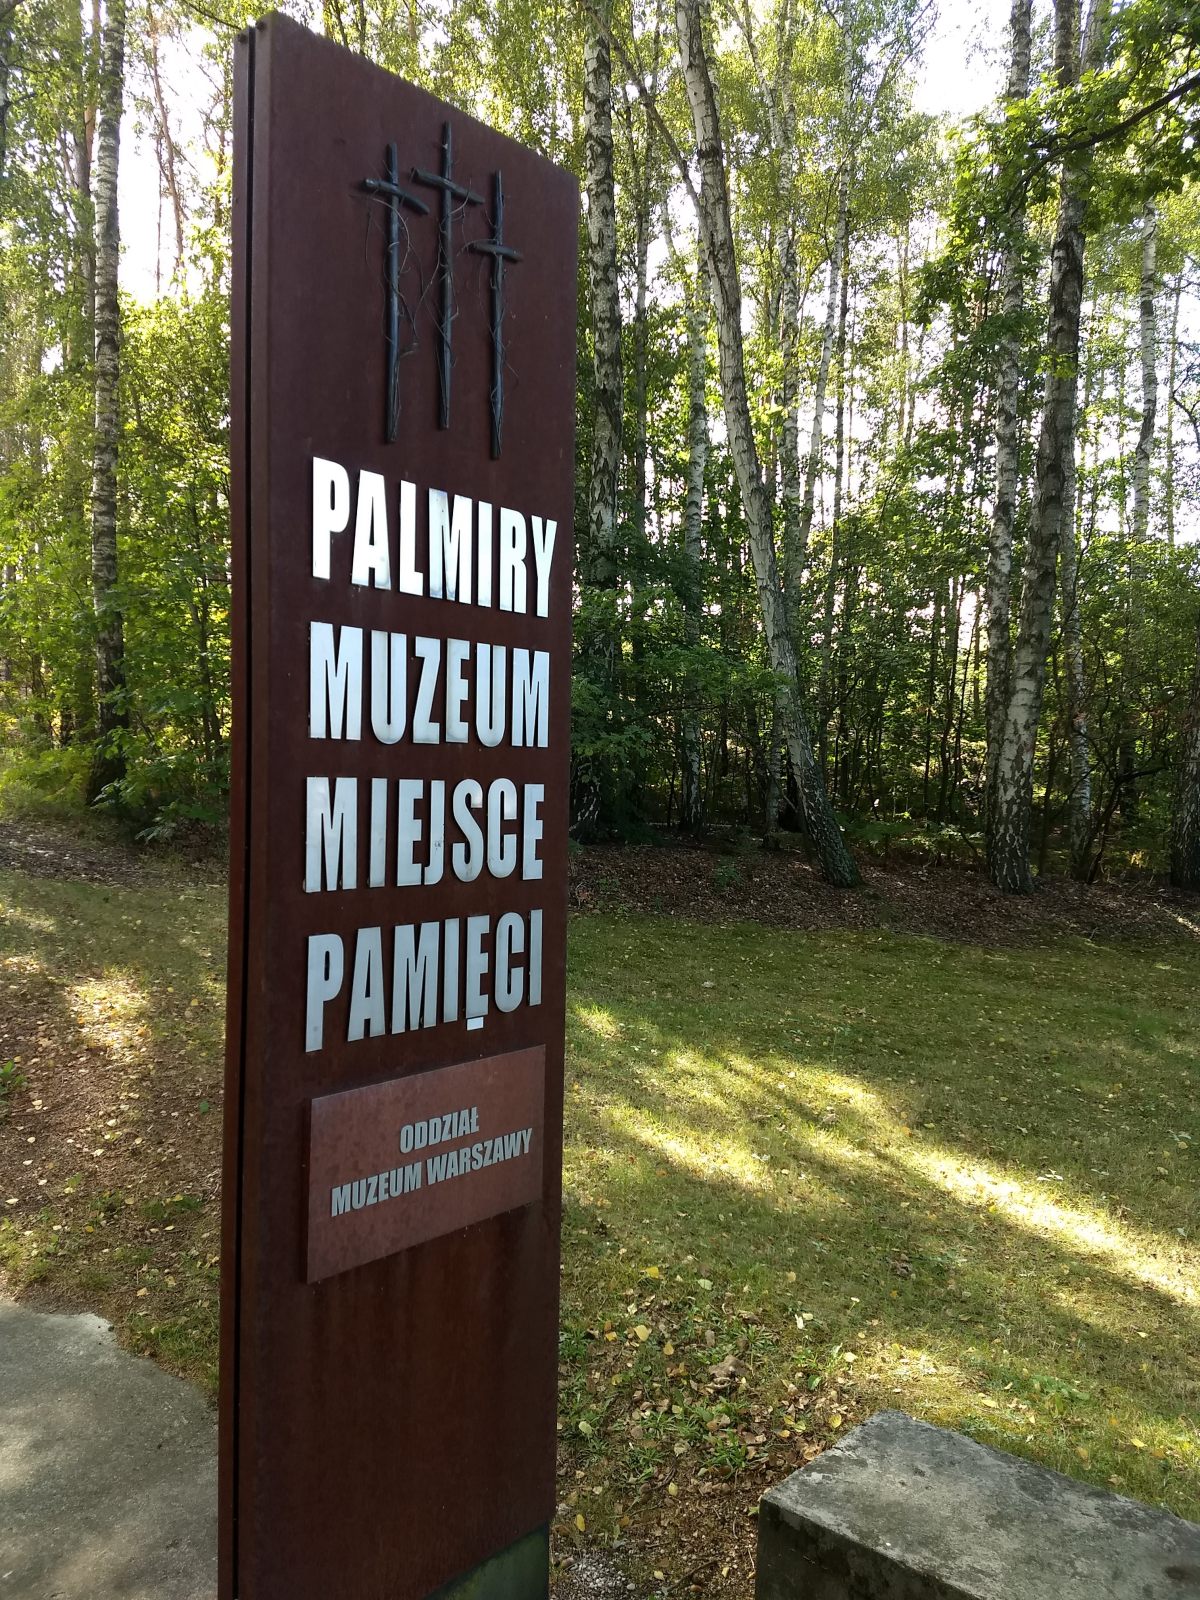 PALMIRY
MUZEUM
MIEJSCE
PAMIĘCI
ODDZIAŁ
MUZEUM WARSZAWY